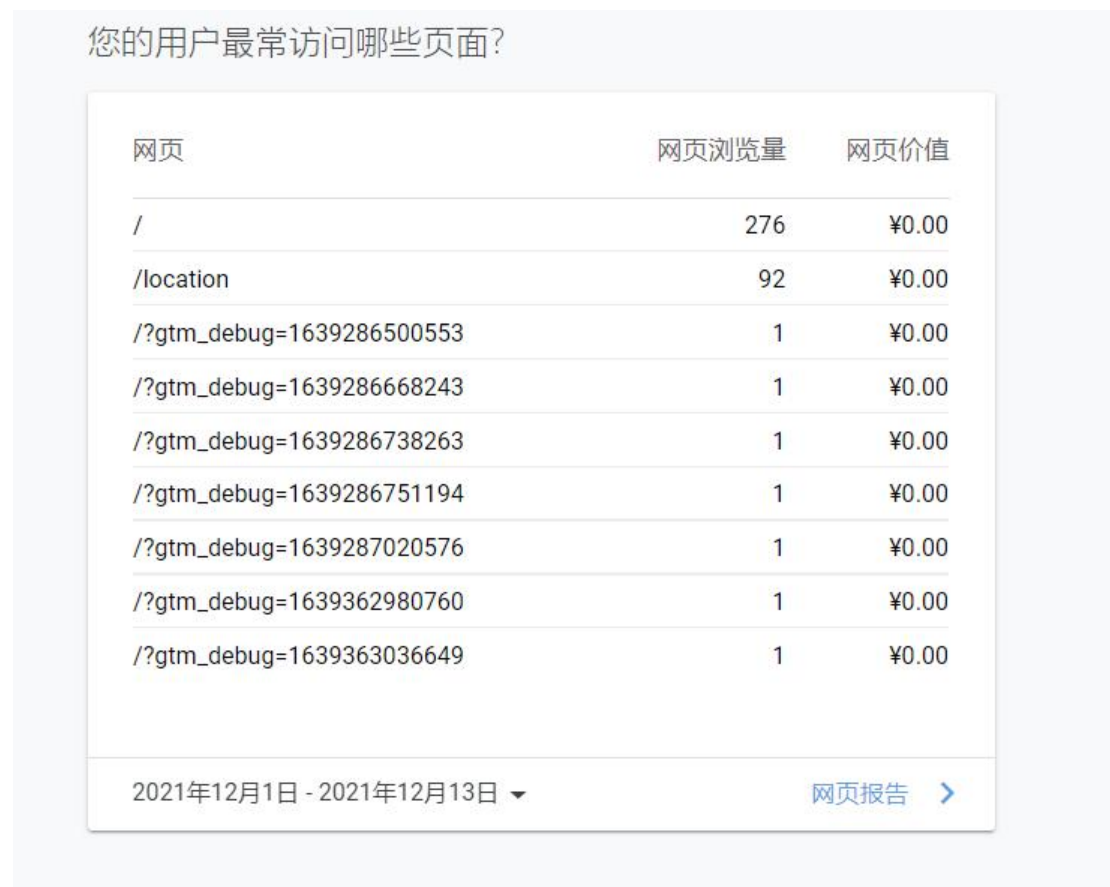 您的用户最常访问哪些页面?
网页 网页浏览量 网页价值
/ 276 ¥0.00
/location 92 ¥0.00
/?gtm_debug=1639286500553 1 ¥0.00
/?gtm_debug=1639286668243 1 ¥0.00
/?gtm_debug=1639286738263 1 ¥0.00
/?gtm_debug=1639286751194 1 ¥0.00
/?gtm_debug=1639287020576 1 ¥0.00
/?gtm_debug=1639362980760 1 ¥0.00
/?gtm_debug=1639363036649 1 ¥0.00
2021年12月1日 - 2021年12月13日 网页报告